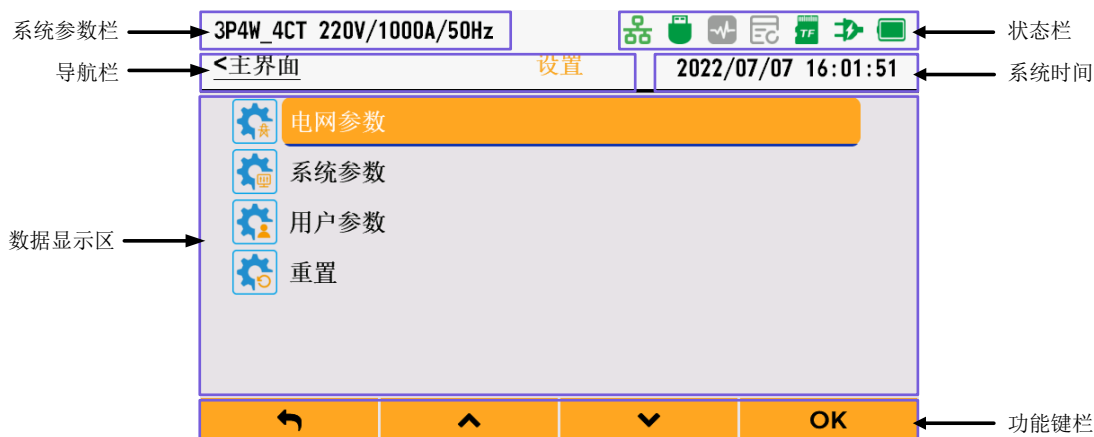 系统参数栏
3P4W_4CT 220V/1000A/50Hz
TF
状态栏
导航栏
<主界面
设置
2022/07/07 16:01:51
系统时间
电网参数
系统参数
用户参数
数据显示区
重置
OK
功能键栏